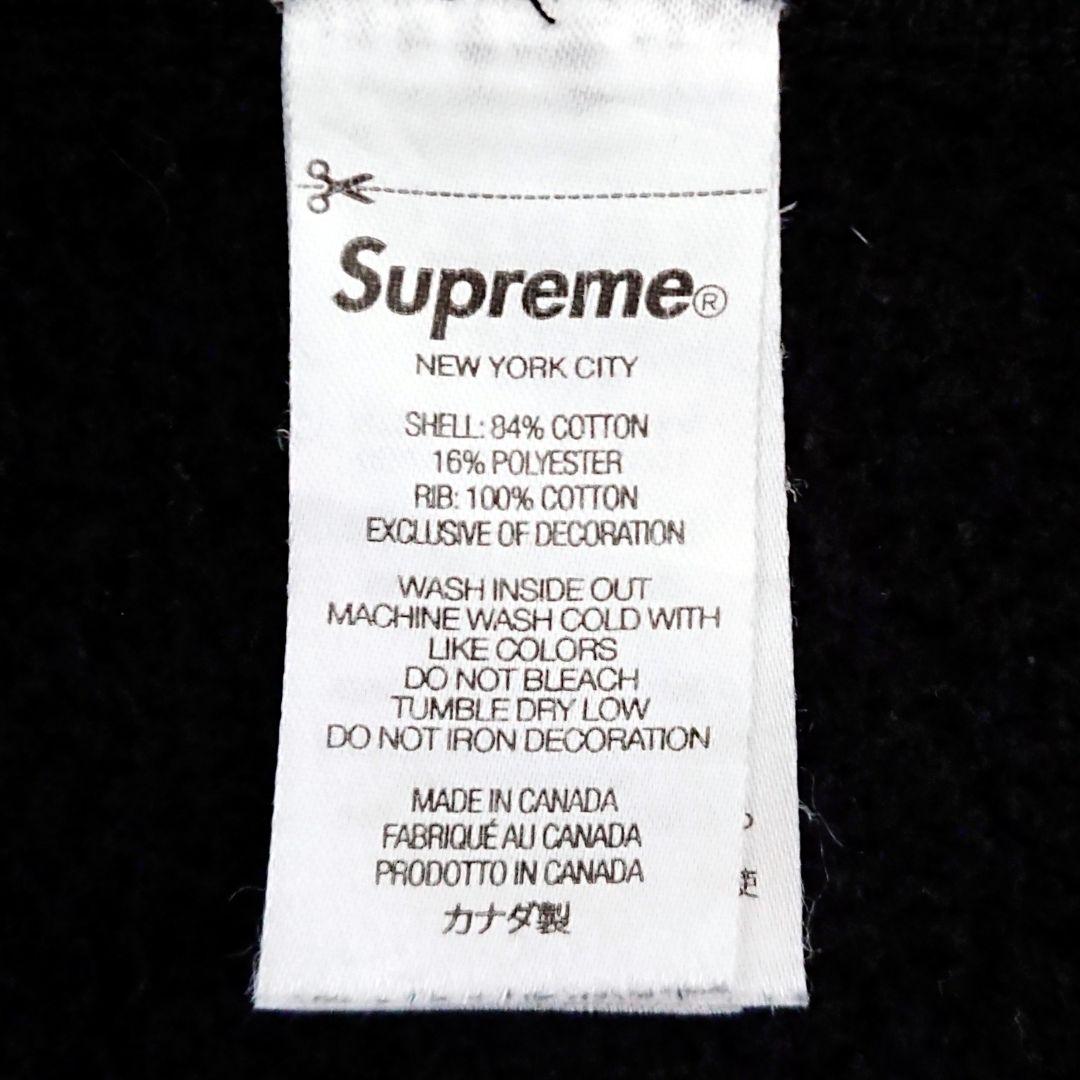 Supreme®
NEW YORK CITY
SHELL: 84% COTTON
16% POLYESTER
RIB: 100% COTTON
EXCLUSIVE OF DECORATION
WASH INSIDE OUT
MACHINE WASH COLD WITH
LIKE COLORS
DO NOT BLEACH
TUMBLE DRY LOW
DO NOT IRON DECORATION
MADE IN CANADA
FABRIQUÉ AU CANADA
PRODOTTO IN CANADA
カナダ製